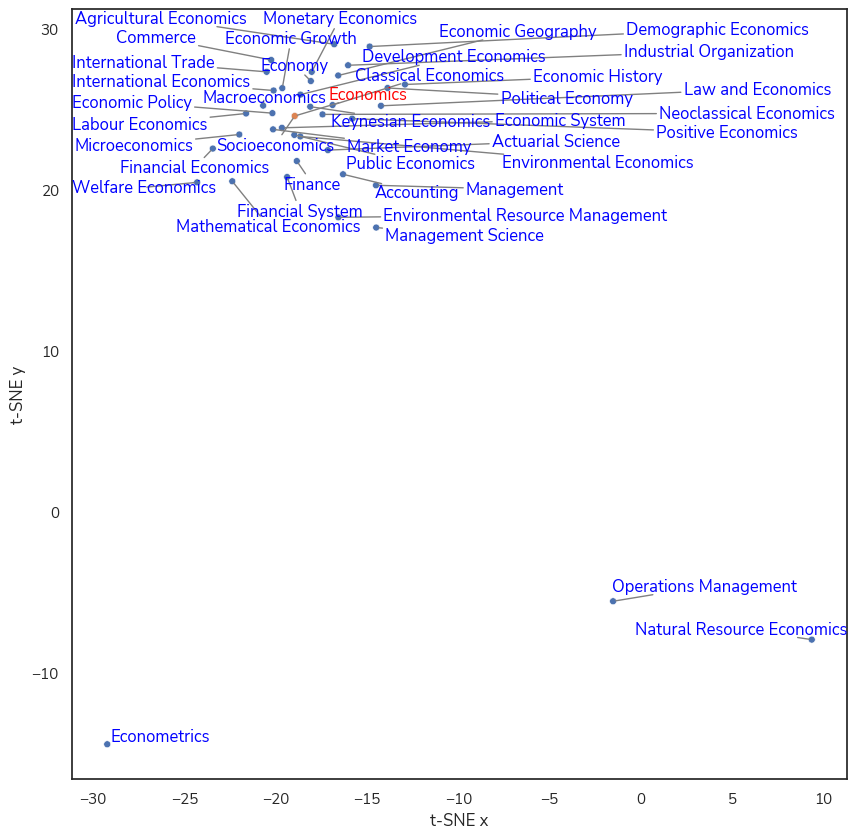 Agricultural Economics
Monetary Economics
Economic Geography
Demographic Economics
Commerce
Economic Growth
Industrial Organization
Development Economics
International Trade
Economy
Classical Economics
Economic History
International Economics
Law and Economics
Economics
Macroeconomics
Political Economy
Economic Policy
Neoclassical Economics
Keynesian Economics
Economic System
Labour Economics
Positive Economics
Actuarial Science
Microeconomics
Socioeconomics
Market Economy
Public Economics
Environmental Economics
Financial Economics
Finance
Welfare Economics
Accounting
Management
Financial System
Environmental Resource Management
Mathematical Economics
Management Science
Operations Management
Natural Resource Economics
Econometrics
30
20
10
0
−10
t-SNE y
−30
−25
−20
−15
−10
−5
0
5
10
t-SNE x